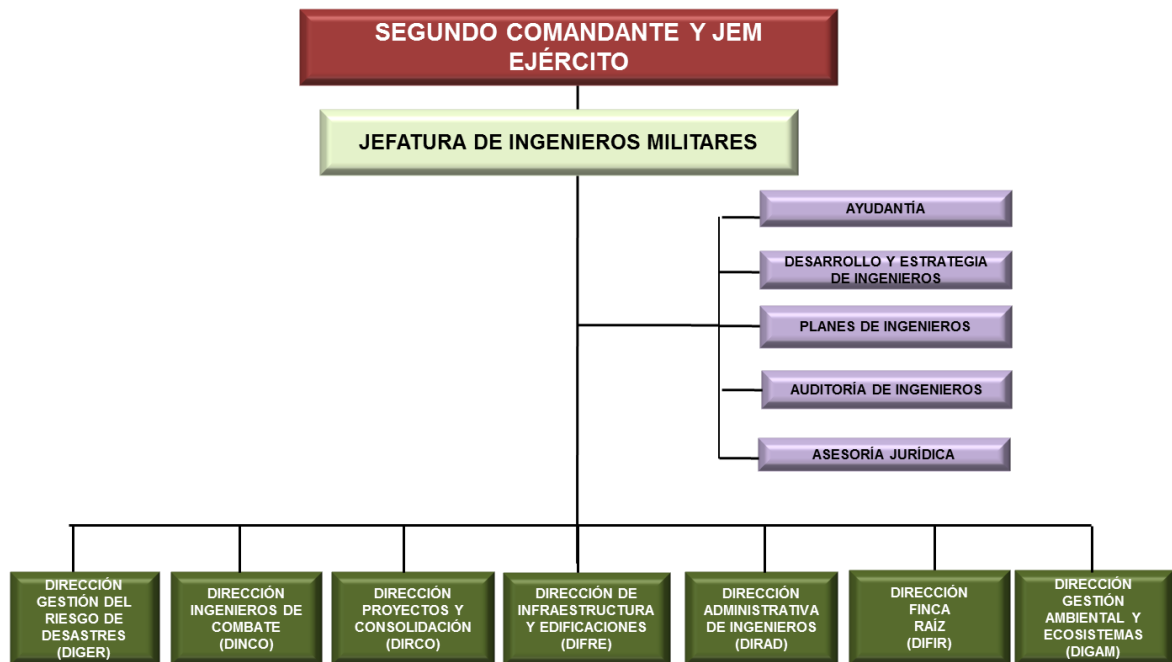 SEGUNDO COMANDANTE Y JEM
EJÉRCITO
JEFATURA DE INGENIEROS MILITARES
AYUDANTÍA
DESARROLLO Y ESTRATEGIA
DE INGENIEROS
PLANES DE INGENIEROS
AUDITORÍA DE INGENIEROS
ASESORÍA JURÍDICA
DIRECCIÓN
GESTIÓN DEL
RIESGO DE
DESASTRES
(DIGER)
DIRECCIÓN
INGENIEROS DE
COMBATE
(DINCO)
DIRECCIÓN
PROYECTOS Y
CONSOLIDACIÓN
(DIRCO)
DIRECCIÓN DE
INFRAESTRUCTURA
Y EDIFICACIONES
(DIFRE)
DIRECCIÓN
ADMINISTRATIVA
DE INGENIEROS
(DIRAD)
DIRECCIÓN
FINCA
RAÍZ
(DIFIR)
DIRECCIÓN
GESTIÓN
AMBIENTAL Y
ECOSISTEMAS
(DIGAM)